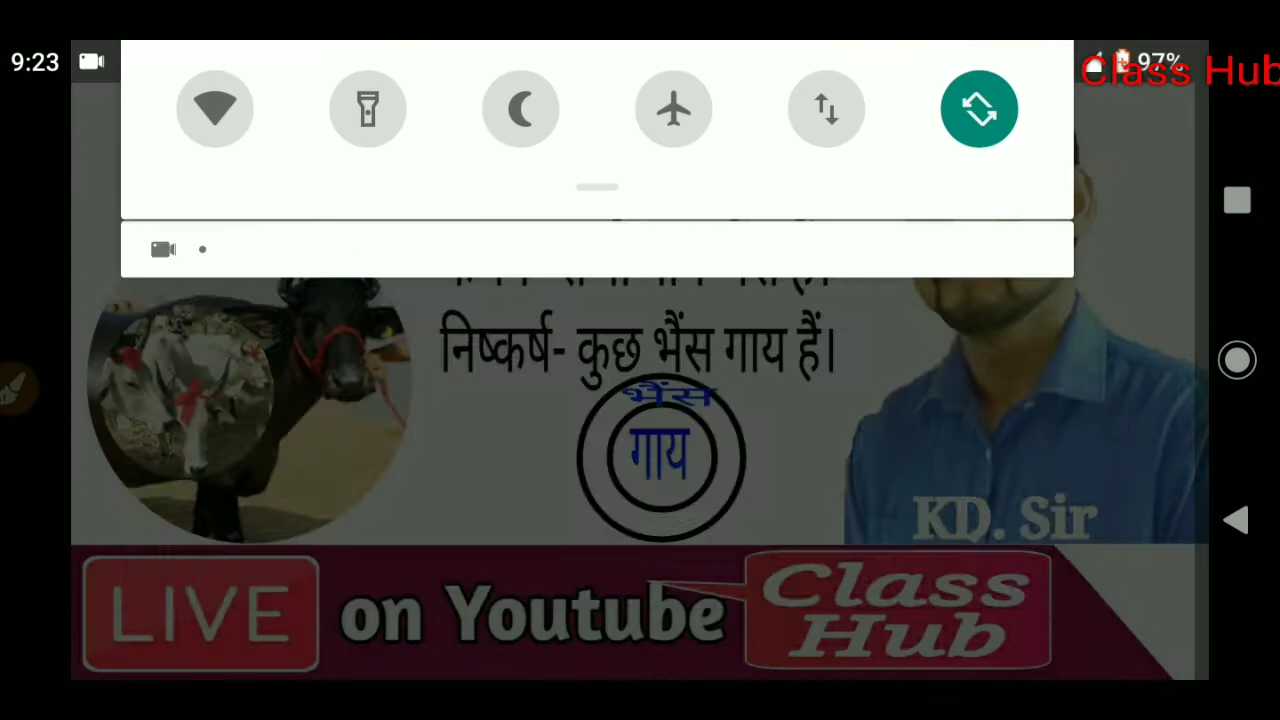 9:23
97%
Class Hub
निष्कर्ष- कुछ भैंस गाय हैं।
भैंस
गाय
KD. Sir
LIVE on Youtube Class Hub